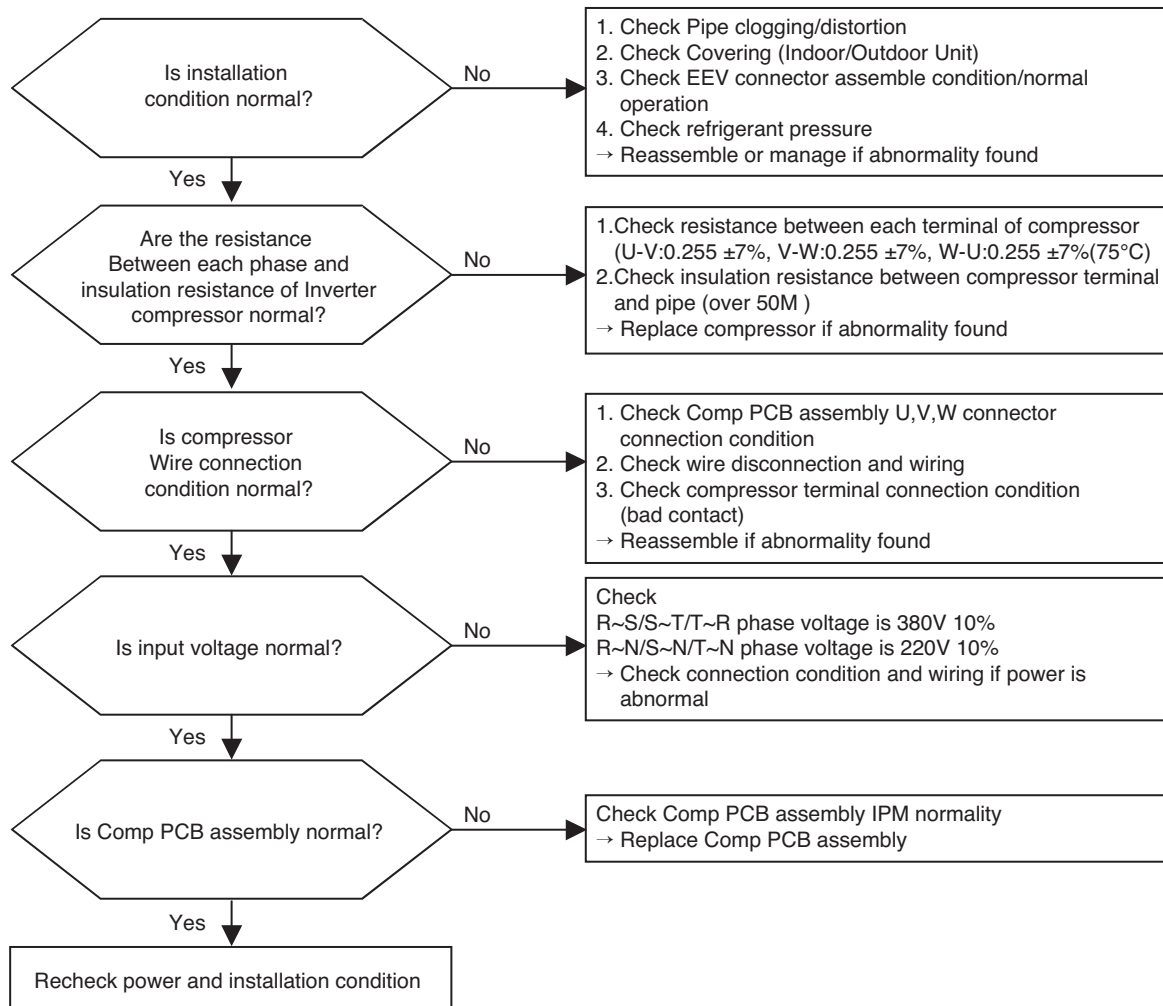 Is installation
condition normal?
No
1. Check Pipe clogging/distortion
2. Check Covering (Indoor/Outdoor Unit)
3. Check EEV connector assemble condition/normal
operation
4. Check refrigerant pressure
→ Reassemble or manage if abnormality found
Yes
Are the resistance
Between each phase and
insulation resistance of Inverter
compressor normal?
1.Check resistance between each terminal of compressor
(U-V:0.255 ±7%, V-W:0.255 ±7%, W-U:0.255 ±7%(75°C)
2.Check insulation resistance between compressor terminal
and pipe (over 50M )
→ Replace compressor if abnormality found
Yes
Is compressor
Wire connection
condition normal?
No
1. Check Comp PCB assembly U,V,W connector
connection condition
2. Check wire disconnection and wiring
3. Check compressor terminal connection condition
(bad contact)
→ Reassemble if abnormality found
Yes
Is input voltage normal?
No
Check
R~S/S~T/T~R phase voltage is 380V 10%
R~N/S~N/T~N phase voltage is 220V 10%
→ Check connection condition and wiring if power is
abnormal
Yes
Is Comp PCB assembly normal?
No
Check Comp PCB assembly IPM normality
→ Replace Comp PCB assembly
Yes
Recheck power and installation condition